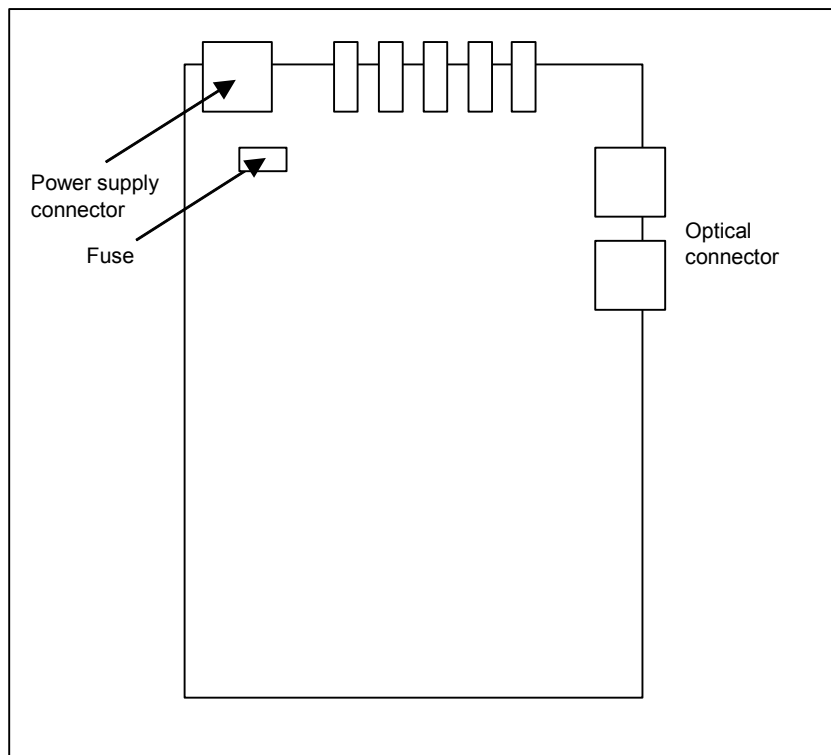 Power supply
connector
Fuse
Optical
connector